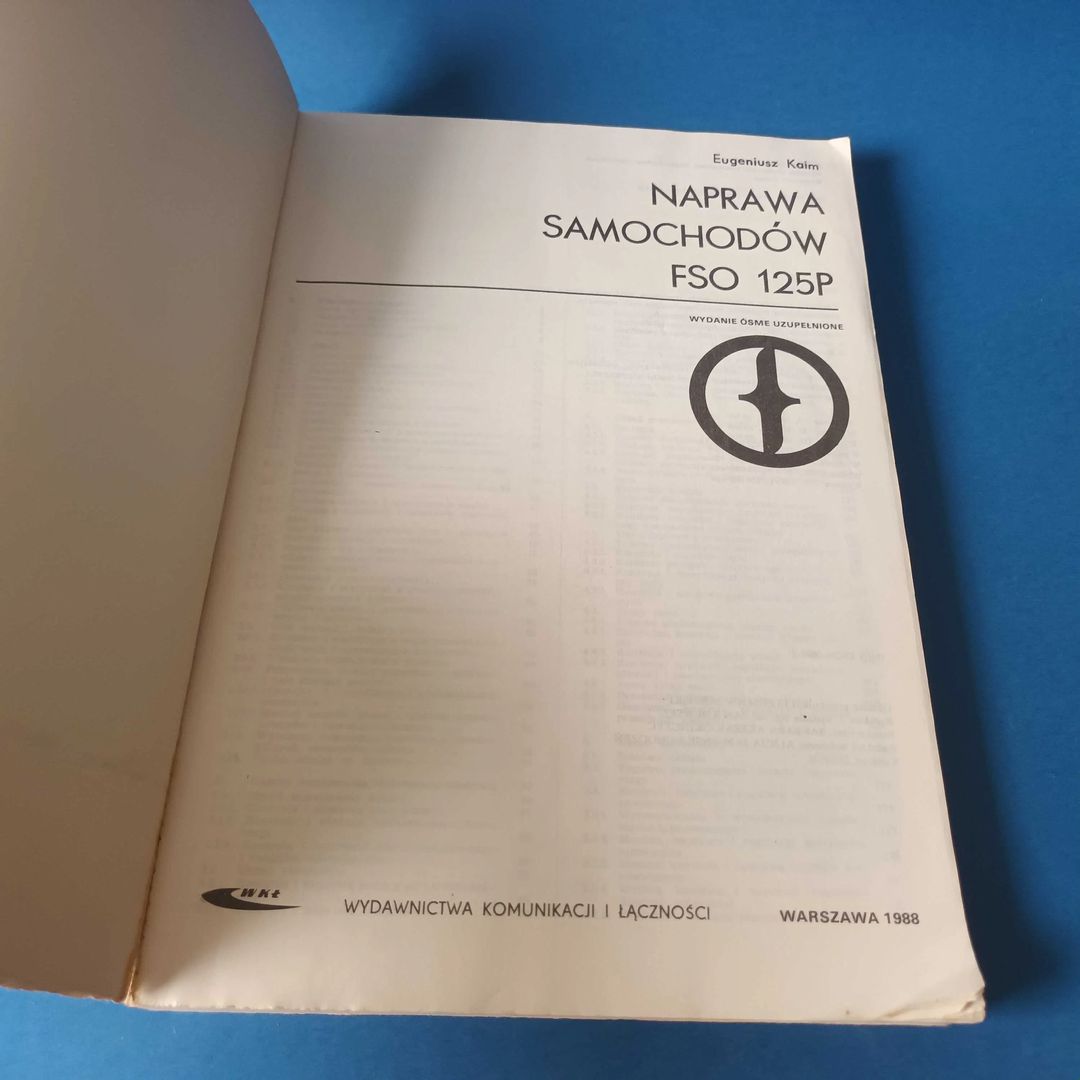 Eugeniusz Kaim
NAPRAWA
SAMOCHODÓW
FSO 125P
WYDANIE ÓSME UZUPEŁNIONE
WKŁ
WYDAWNICTWA KOMUNIKACJI I ŁĄCZNOŚCI
WARSZAWA 1988